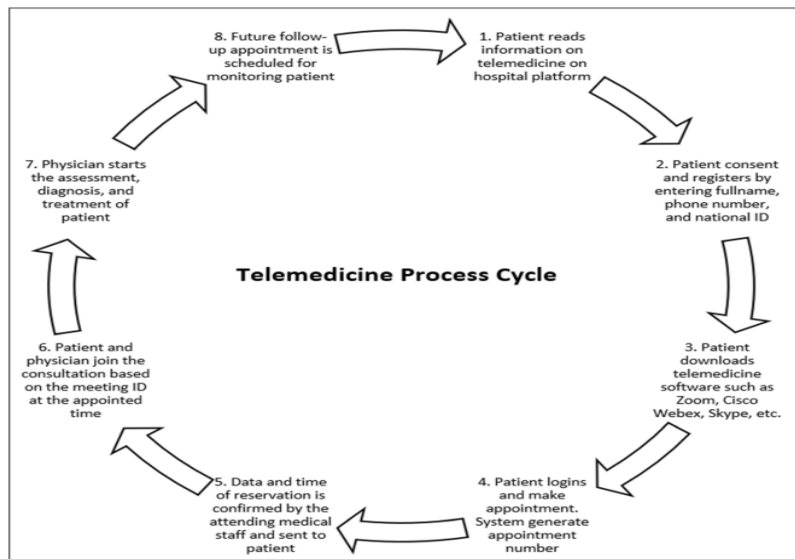 8. Future follow-
up appointment is
scheduled for
monitoring patient
1. Patient reads
information on
telemedicine on
hospital platform
2. Patient consent
and registers by
entering fullname,
phone number,
and national ID
3. Patient
downloads
telemedicine
software such as
Zoom, Cisco
Webex, Skype, etc.
4. Patient logins
and make
appointment.
System generate
appointment
number
5. Data and time
of reservation is
confirmed by the
attending medical
staff and sent to
patient
6. Patient and
physician join the
consultation based
on the meeting ID
at the appointed
time
7. Physician starts
the assessment,
diagnosis, and
treatment of
patient
Telemedicine Process Cycle